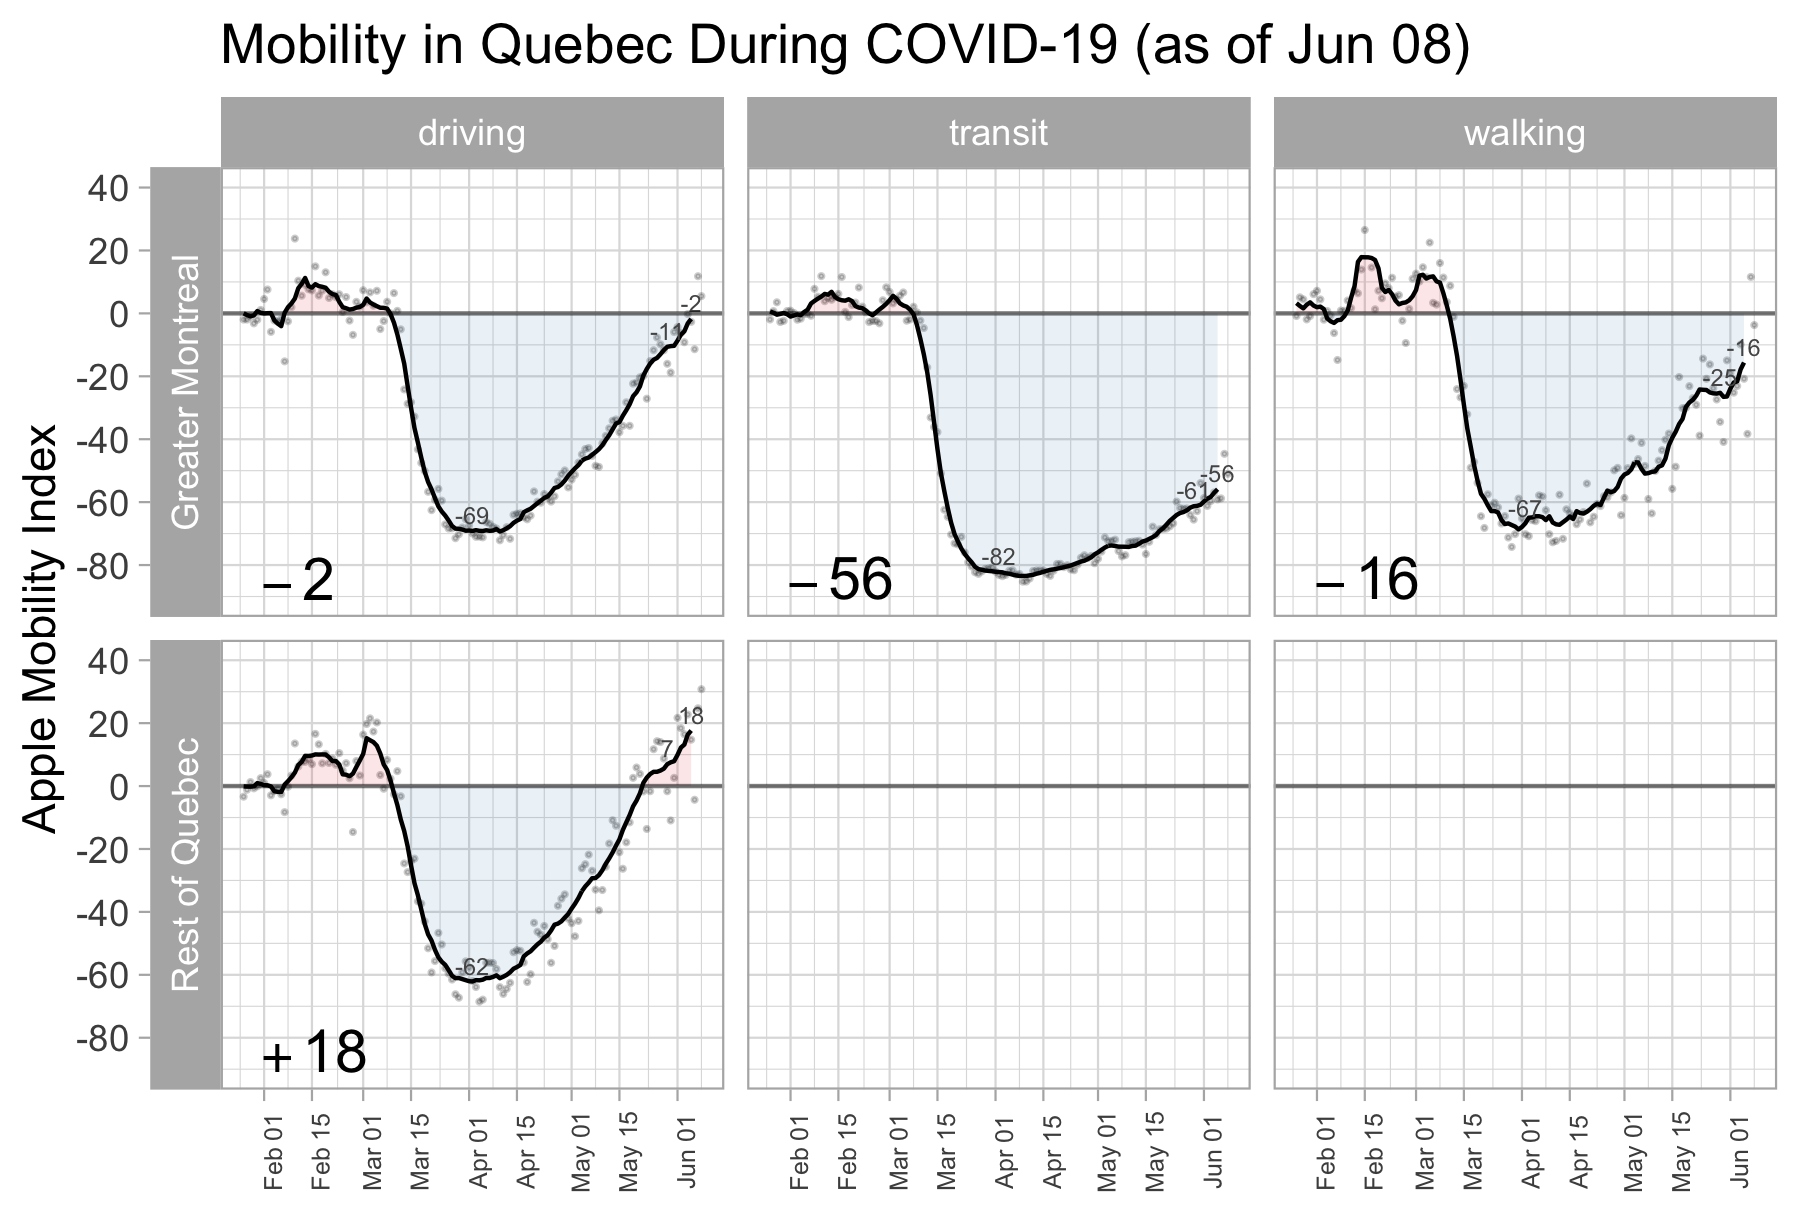 Mobility in Quebec During COVID-19 (as of Jun 08)
driving
transit
walking
Apple Mobility Index
Greater Montreal
40
20
0
-20
-40
-60
-80
-69
-11
-2
– 2
-82
-61
-56
– 56
-67
-25
-16
– 16
Rest of Quebec
40
20
0
-20
-40
-60
-80
-62
7
18
+ 18
Feb 01
Feb 15
Mar 01
Mar 15
Apr 01
Apr 15
May 01
May 15
Jun 01
Feb 01
Feb 15
Mar 01
Mar 15
Apr 01
Apr 15
May 01
May 15
Jun 01
Feb 01
Feb 15
Mar 01
Mar 15
Apr 01
Apr 15
May 01
May 15
Jun 01